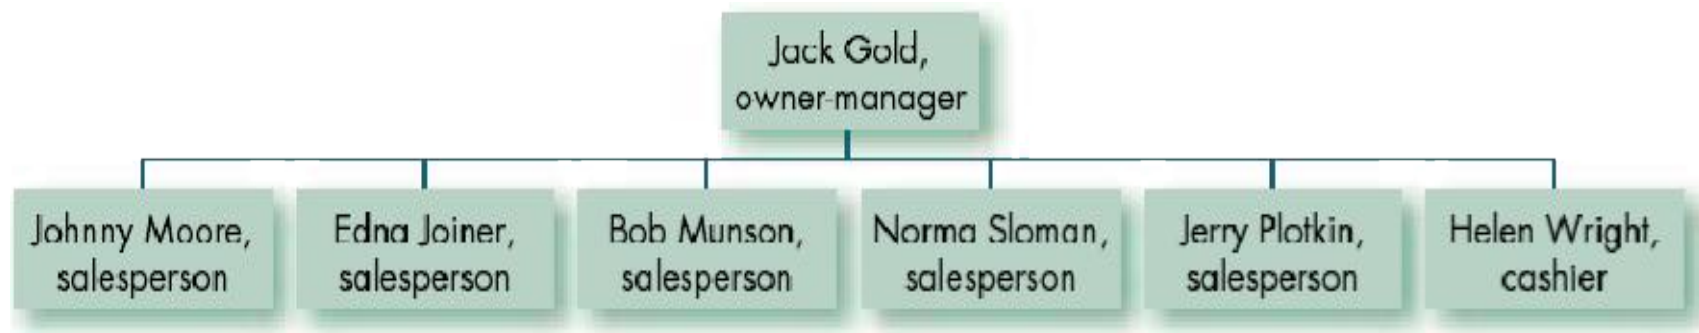 Jack Gold,
owner-manager
Johnny Moore,
salesperson
Edna Joiner,
salesperson
Bob Munson,
salesperson
Norma Sloman,
salesperson
Jerry Plotkin,
salesperson
Helen Wright,
cashier